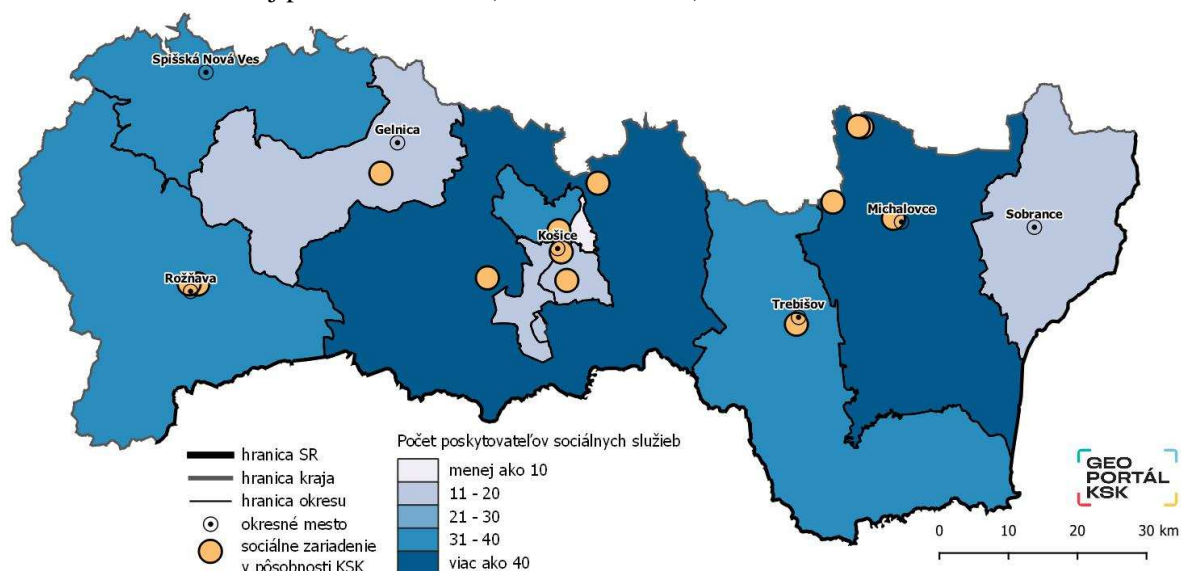 Spišská Nová Ves
Gelnica
Košice
Michalovce
Sobrance
Rožňava
Trebišov
hranica SR
hranica kraja
hranica okresu
okresné mesto
sociálne zariadenie
v pôsobnosti KSK
Počet poskytovateľov sociálnych služieb
menej ako 10
11 - 20
21 - 30
31 - 40
viac ako 40
GEO
PORTÁL
KSK
0 10 20 30 km